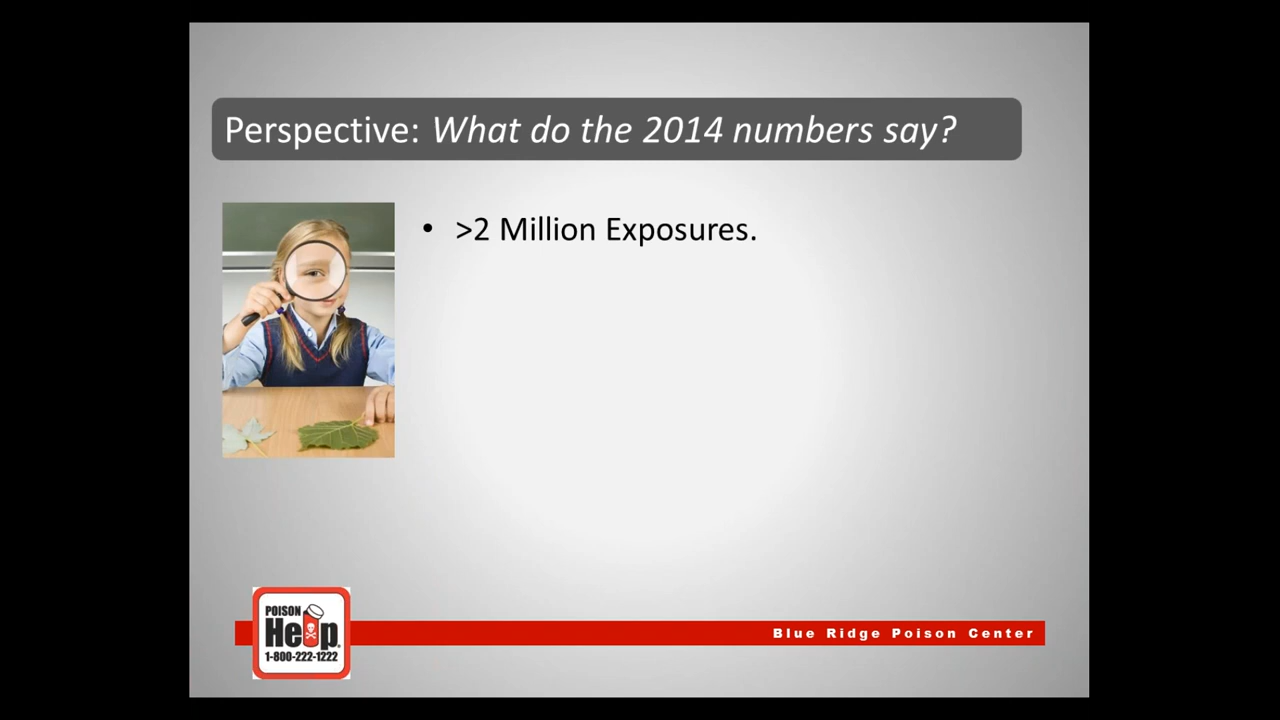 Perspective: What do the 2014 numbers say?
• >2 Million Exposures.
POISON
Help®
1-800-222-1222
Blue Ridge Poison Center